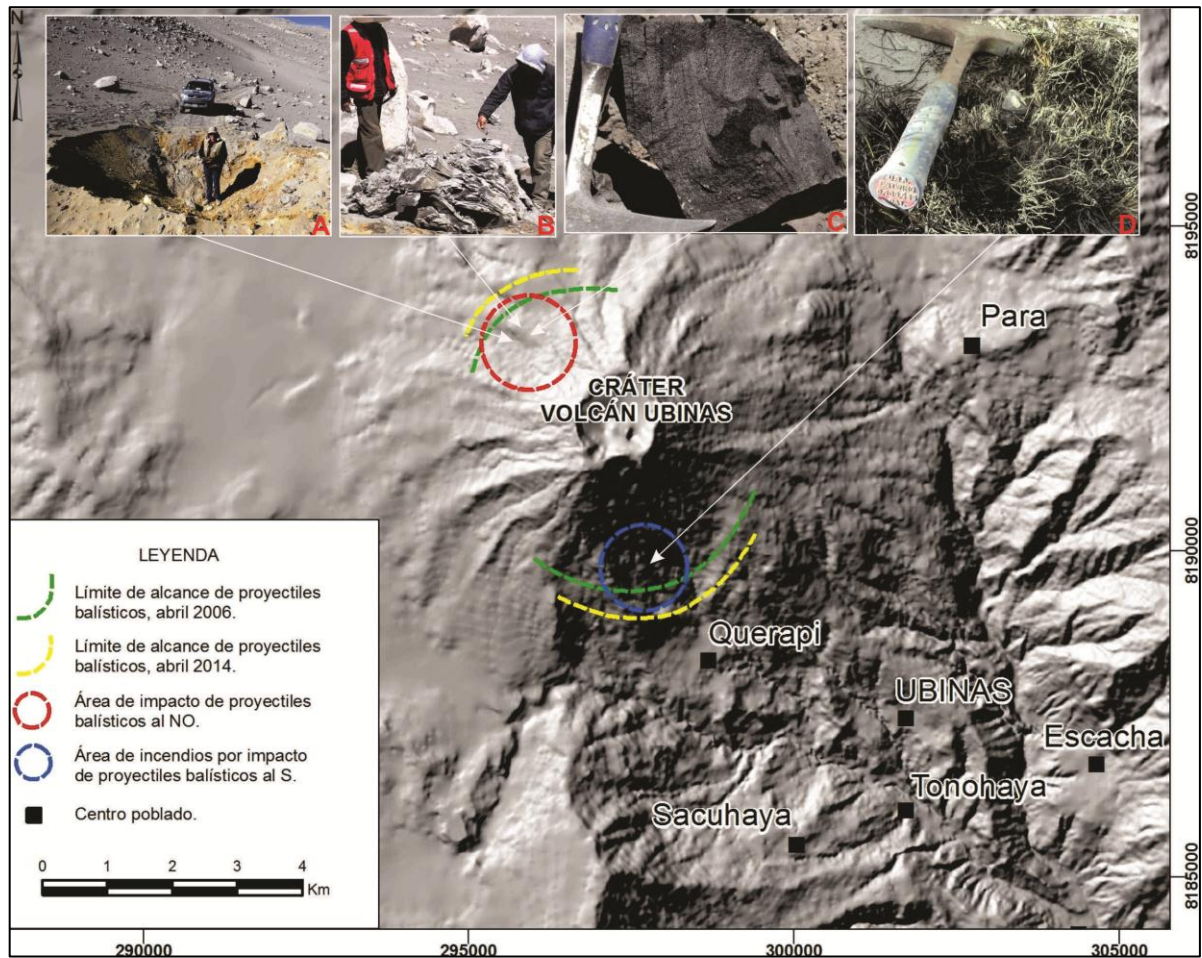 N
A
B
C
D
8195000
8190000
8185000
Para
CRÁTER
VOLCÁN UBINAS
Querapi
UBINAS
Escacha
Tonohaya
Sacuhaya
LEYENDA
Límite de alcance de proyectiles
balísticos, abril 2006.
Límite de alcance de proyectiles
balísticos, abril 2014.
Área de impacto de proyectiles
balísticos al NO.
Área de incendios por impacto
de proyectiles balísticos al S.
Centro poblado.
0 1 2 3 4
Km
290000 295000 300000 305000